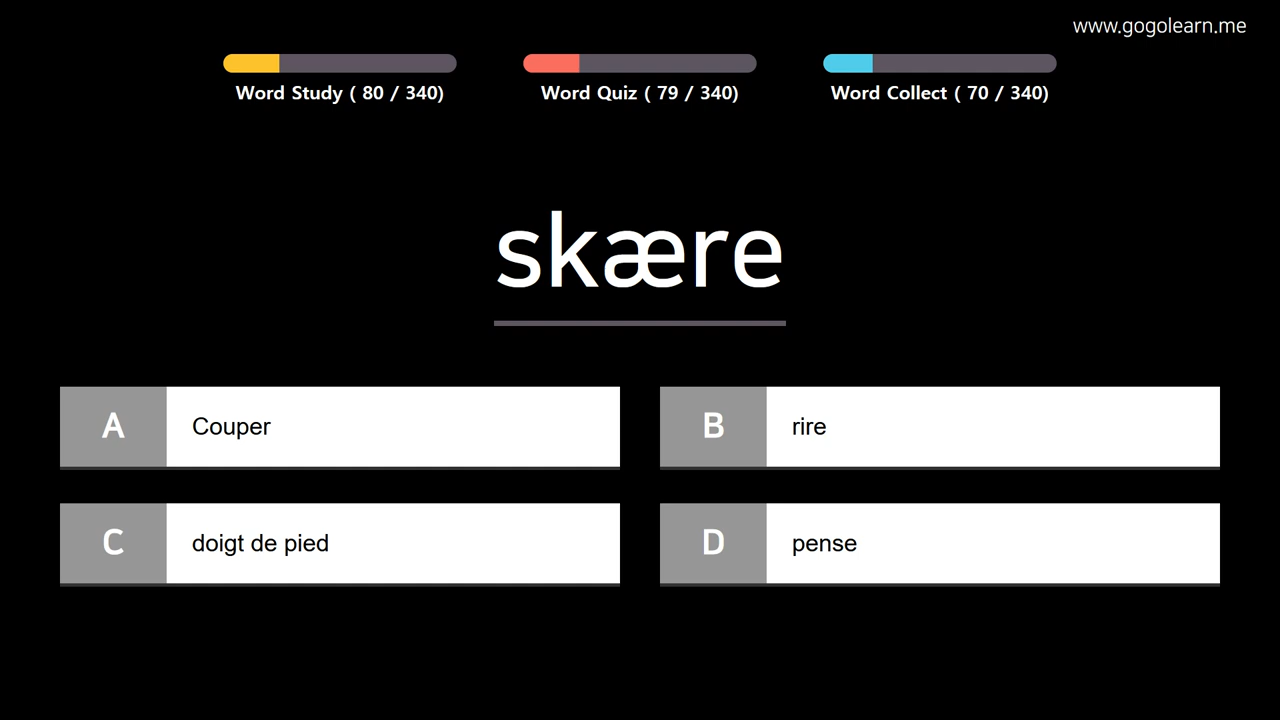 www.gogolearn.me
Word Study ( 80 / 340)
Word Quiz ( 79 / 340)
Word Collect ( 70 / 340)
skære
A
Couper
B
rire
C
doigt de pied
D
pense